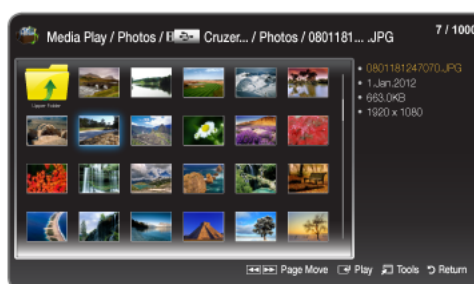 Media Play / Photos / Cruzer... / Photos / 0801181... .JPG
7 / 1000
Upper Folder
• 0801181247070.JPG
• 1.Jan.2012
• 663.0KB
• 1920 x 1080
Page Move Play Tools Return